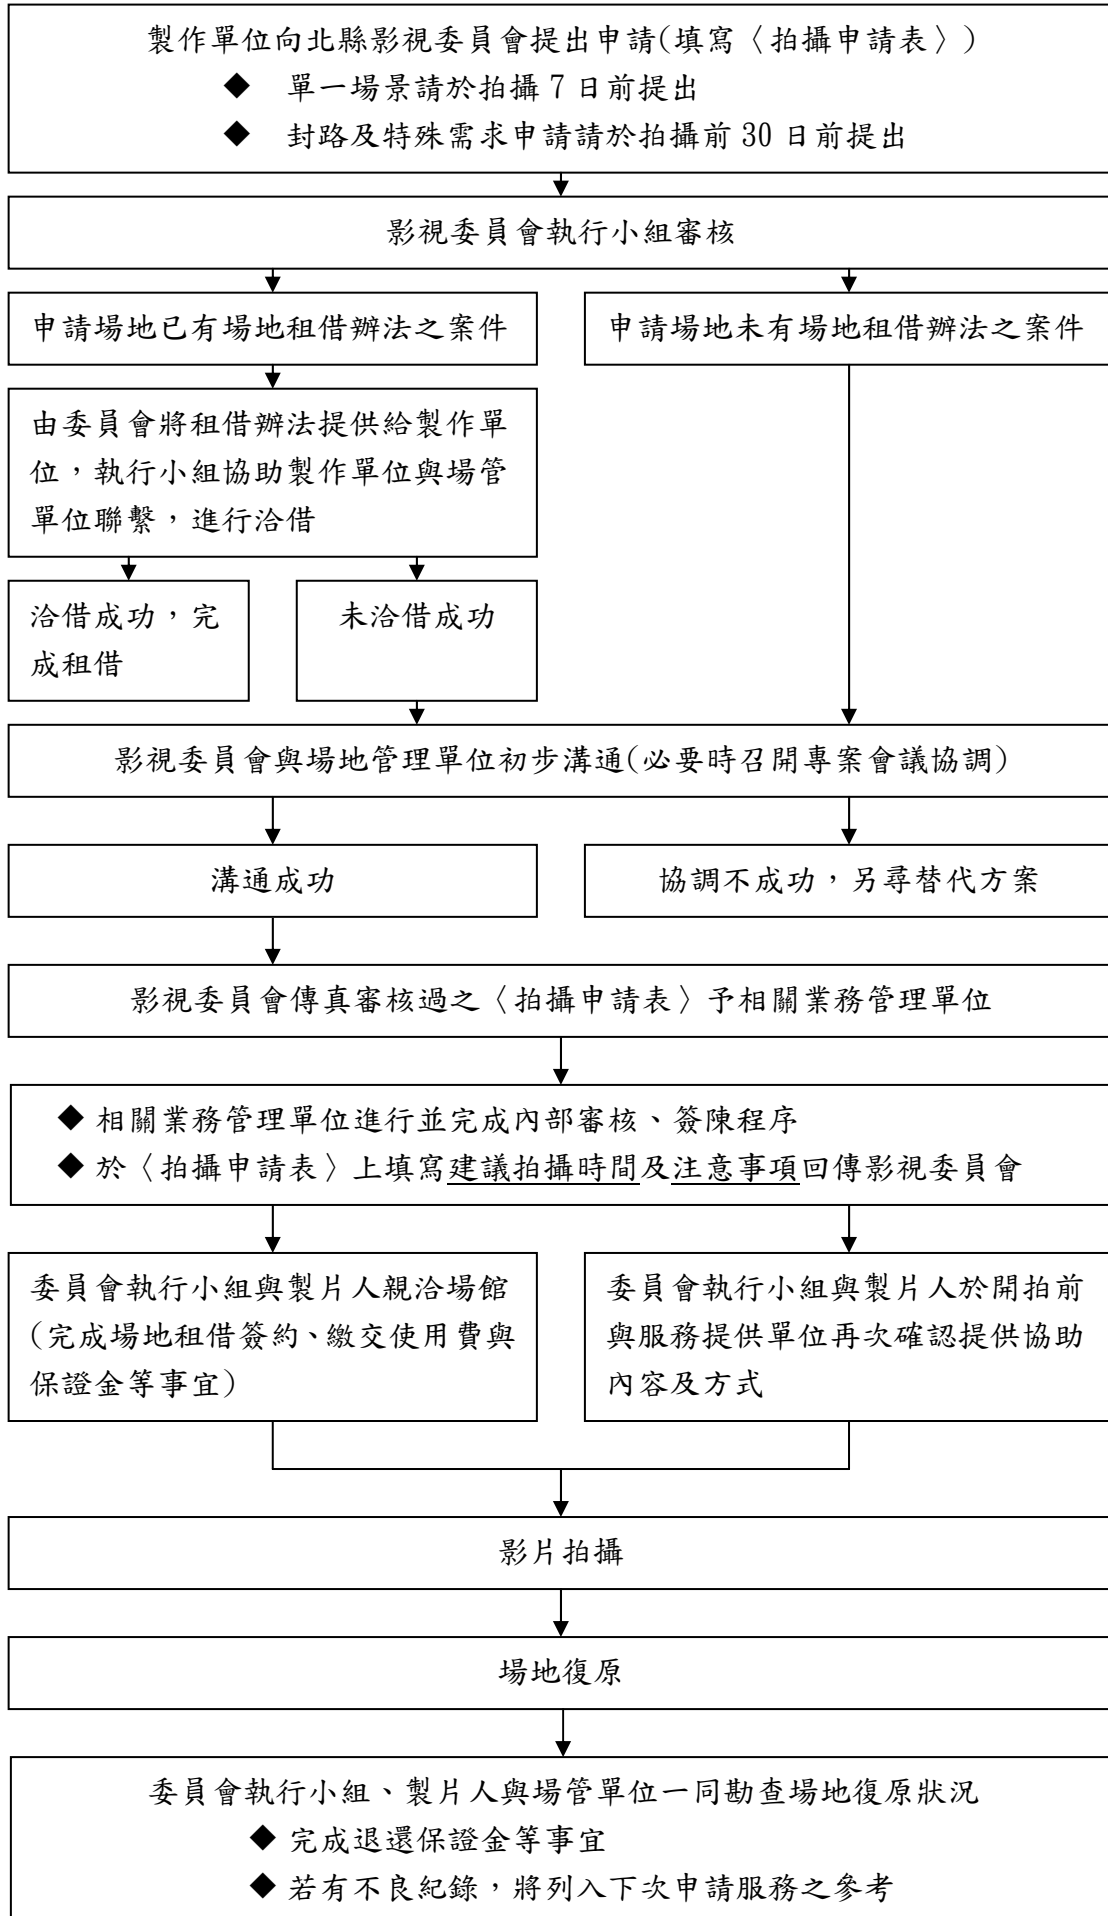 製作單位向北縣影視委員會提出申請(填寫〈拍攝申請表〉)
◆ 單一場景請於拍攝 7 日前提出
◆ 封路及特殊需求申請請於拍攝前 30 日前提出
影視委員會執行小組審核
申請場地已有場地租借辦法之案件
申請場地未有場地租借辦法之案件
由委員會將租借辦法提供給製作單
位，執行小組協助製作單位與場管
單位聯繫，進行洽借
洽借成功，完
成租借
未洽借成功
影視委員會與場地管理單位初步溝通(必要時召開專案會議協調)
溝通成功
協調不成功，另尋替代方案
影視委員會傳真審核過之〈拍攝申請表〉予相關業務管理單位
◆ 相關業務管理單位進行並完成內部審核、簽陳程序
◆ 於〈拍攝申請表〉上填寫建議拍攝時間及注意事項回傳影視委員會
委員會執行小組與製片人親洽場館
(完成場地租借簽約、繳交使用費與
保證金等事宜)
委員會執行小組與製片人於開拍前
與服務提供單位再次確認提供協助
內容及方式
影片拍攝
場地復原
委員會執行小組、製片人與場管單位一同勘查場地復原狀況
◆ 完成退還保證金等事宜
◆ 若有不良紀錄，將列入下次申請服務之參考